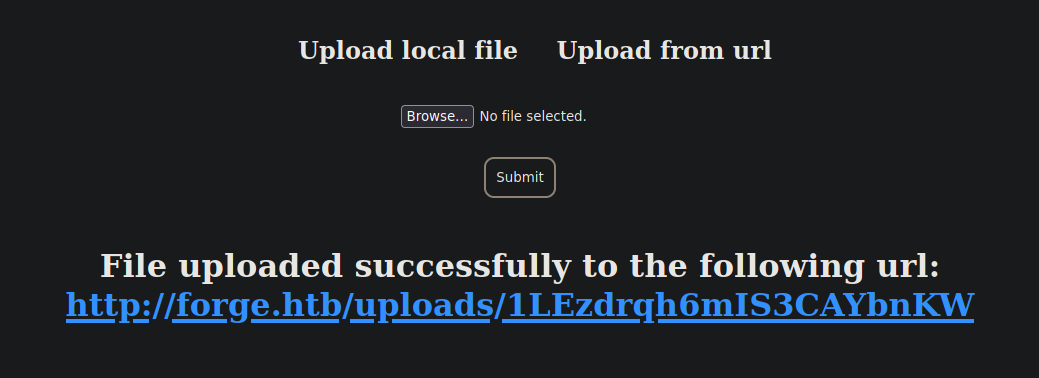 Upload local file Upload from url
Browse... No file selected.
Submit
File uploaded successfully to the following url:
http://forge.htb/uploads/1LEzdrqh6mIS3CAYbnKW